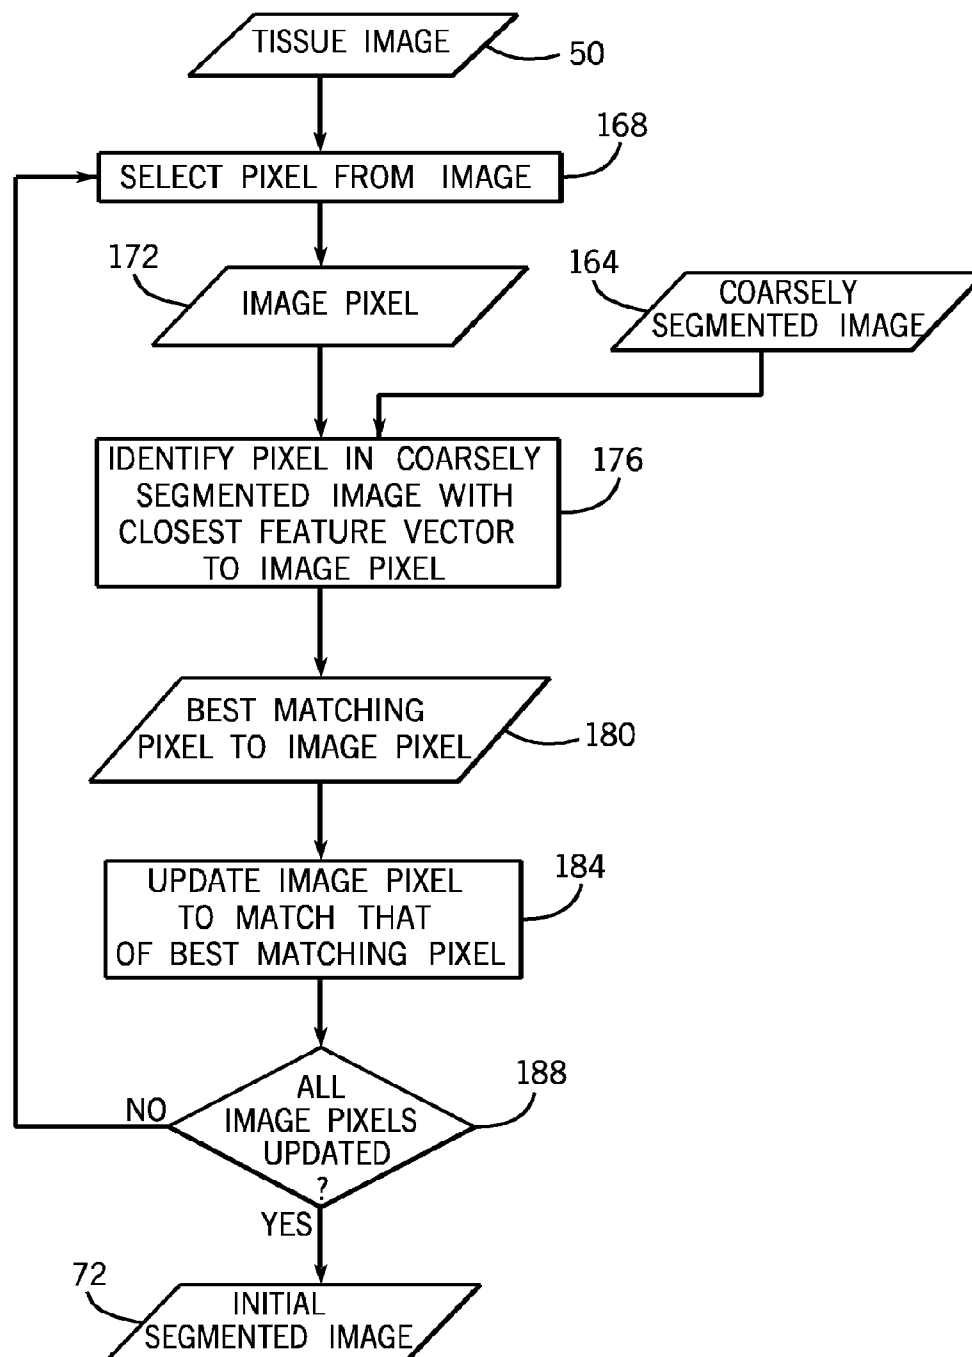 TISSUE IMAGE
50
168
SELECT PIXEL FROM IMAGE
172
IMAGE PIXEL
164
COARSELY
SEGMENTED IMAGE
IDENTIFY PIXEL IN COARSELY
SEGMENTED IMAGE WITH
CLOSEST FEATURE VECTOR
TO IMAGE PIXEL
176
BEST MATCHING
PIXEL TO IMAGE PIXEL
180
UPDATE IMAGE PIXEL
TO MATCH THAT
OF BEST MATCHING PIXEL
184
ALL
IMAGE PIXELS
UPDATED
?
188
NO
YES
72
INITIAL
SEGMENTED IMAGE